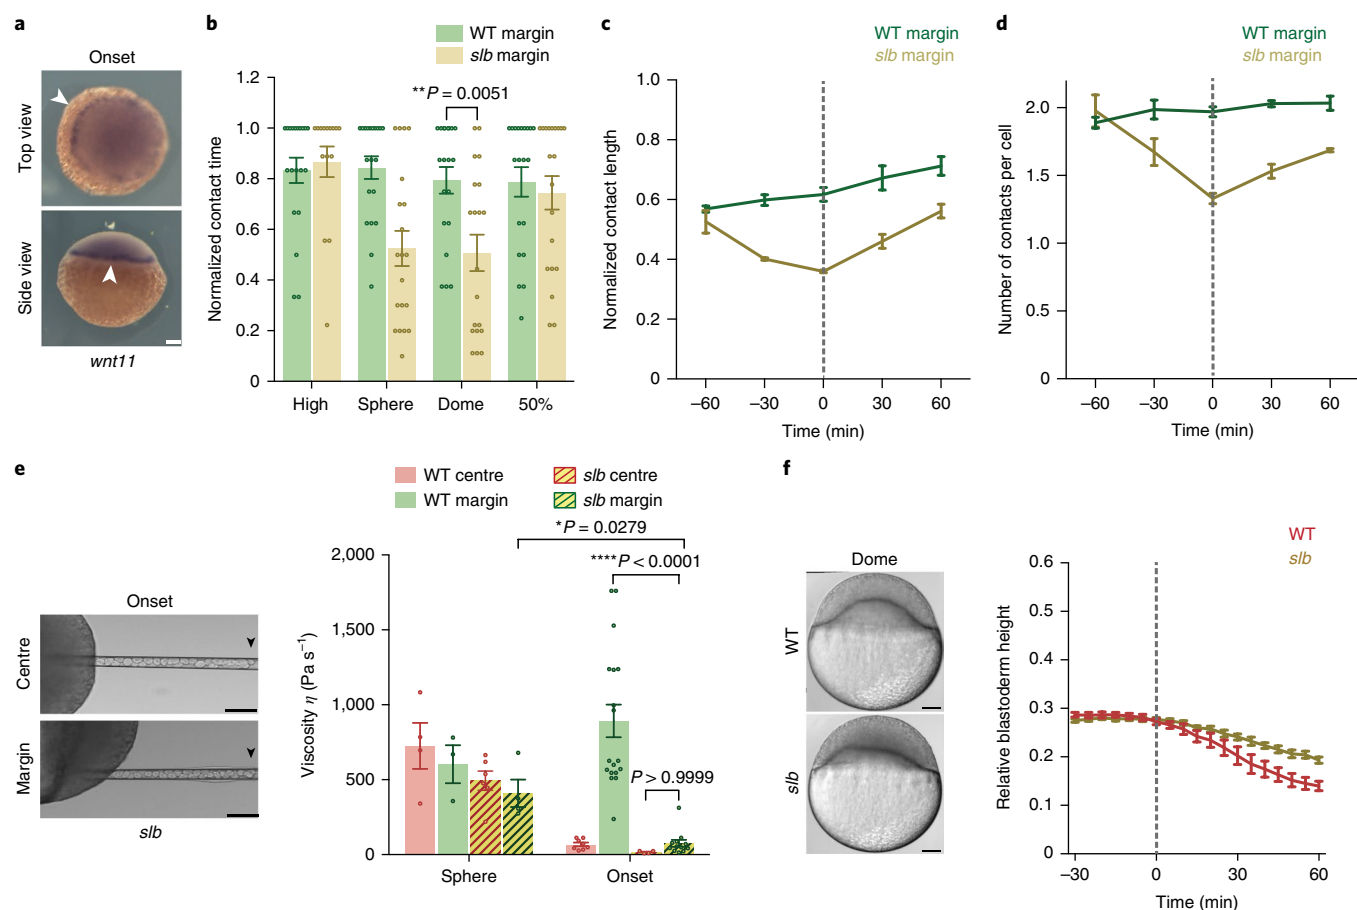 a
Onset
Top view
Side view
wnt11
b
WT margin
slb margin
**P = 0.0051
Normalized contact time
1.2
1.0
0.8
0.6
0.4
0.2
0
High
Sphere
Dome
50%
c
WT margin
slb margin
Normalized contact length
1.0
0.8
0.6
0.4
0.2
0
–60
–30
0
30
60
Time (min)
d
WT margin
slb margin
Number of contacts per cell
2.0
1.5
1.0
0.5
0
–60
–30
0
30
60
Time (min)
e
Onset
Centre
Margin
slb
WT centre
WT margin
slb centre
slb margin
*P = 0.0279
****P < 0.0001
P > 0.9999
Viscosity η (Pa s⁻¹)
2,000
1,500
1,000
500
0
Sphere
Onset
f
Dome
WT
slb
WT
slb
Relative blastoderm height
0.6
0.5
0.4
0.3
0.2
0.1
0
–30
0
30
60
Time (min)